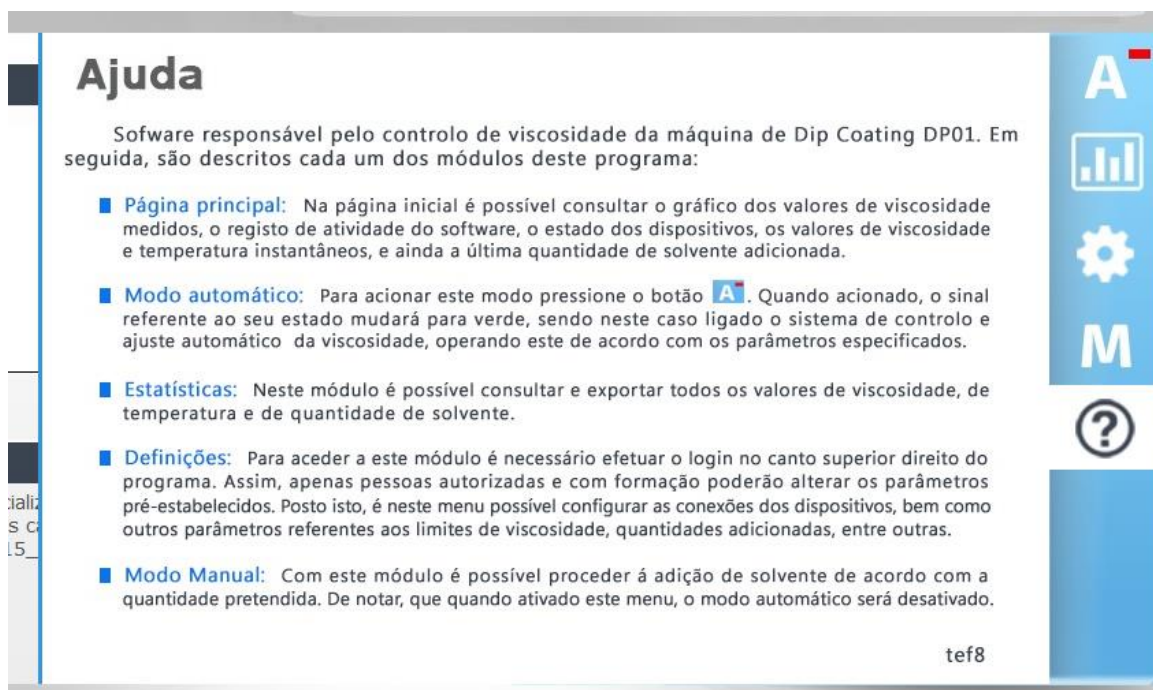 Ajuda
Sofware responsável pelo controlo de viscosidade da máquina de Dip Coating DP01. Em
seguida, são descritos cada um dos módulos deste programa:
Página principal: Na página inicial é possível consultar o gráfico dos valores de viscosidade
medidos, o registo de atividade do software, o estado dos dispositivos, os valores de viscosidade
e temperatura instantâneos, e ainda a última quantidade de solvente adicionada.
Modo automático: Para acionar este modo pressione o botão A. Quando acionado, o sinal
referente ao seu estado mudará para verde, sendo neste caso ligado o sistema de controlo e
ajuste automático da viscosidade, operando este de acordo com os parâmetros especificados.
Estatísticas: Neste módulo é possível consultar e exportar todos os valores de viscosidade, de
temperatura e de quantidade de solvente.
Definições: Para aceder a este módulo é necessário efetuar o login no canto superior direito do
programa. Assim, apenas pessoas autorizadas e com formação poderão alterar os parâmetros
pré-estabelecidos. Posto isto, é neste menu possível configurar as conexões dos dispositivos, bem como
outros parâmetros referentes aos limites de viscosidade, quantidades adicionadas, entre outras.
Modo Manual: Com este módulo é possível proceder á adição de solvente de acordo com a
quantidade pretendida. De notar, que quando ativado este menu, o modo automático será desativado.
tef8
A
M
?